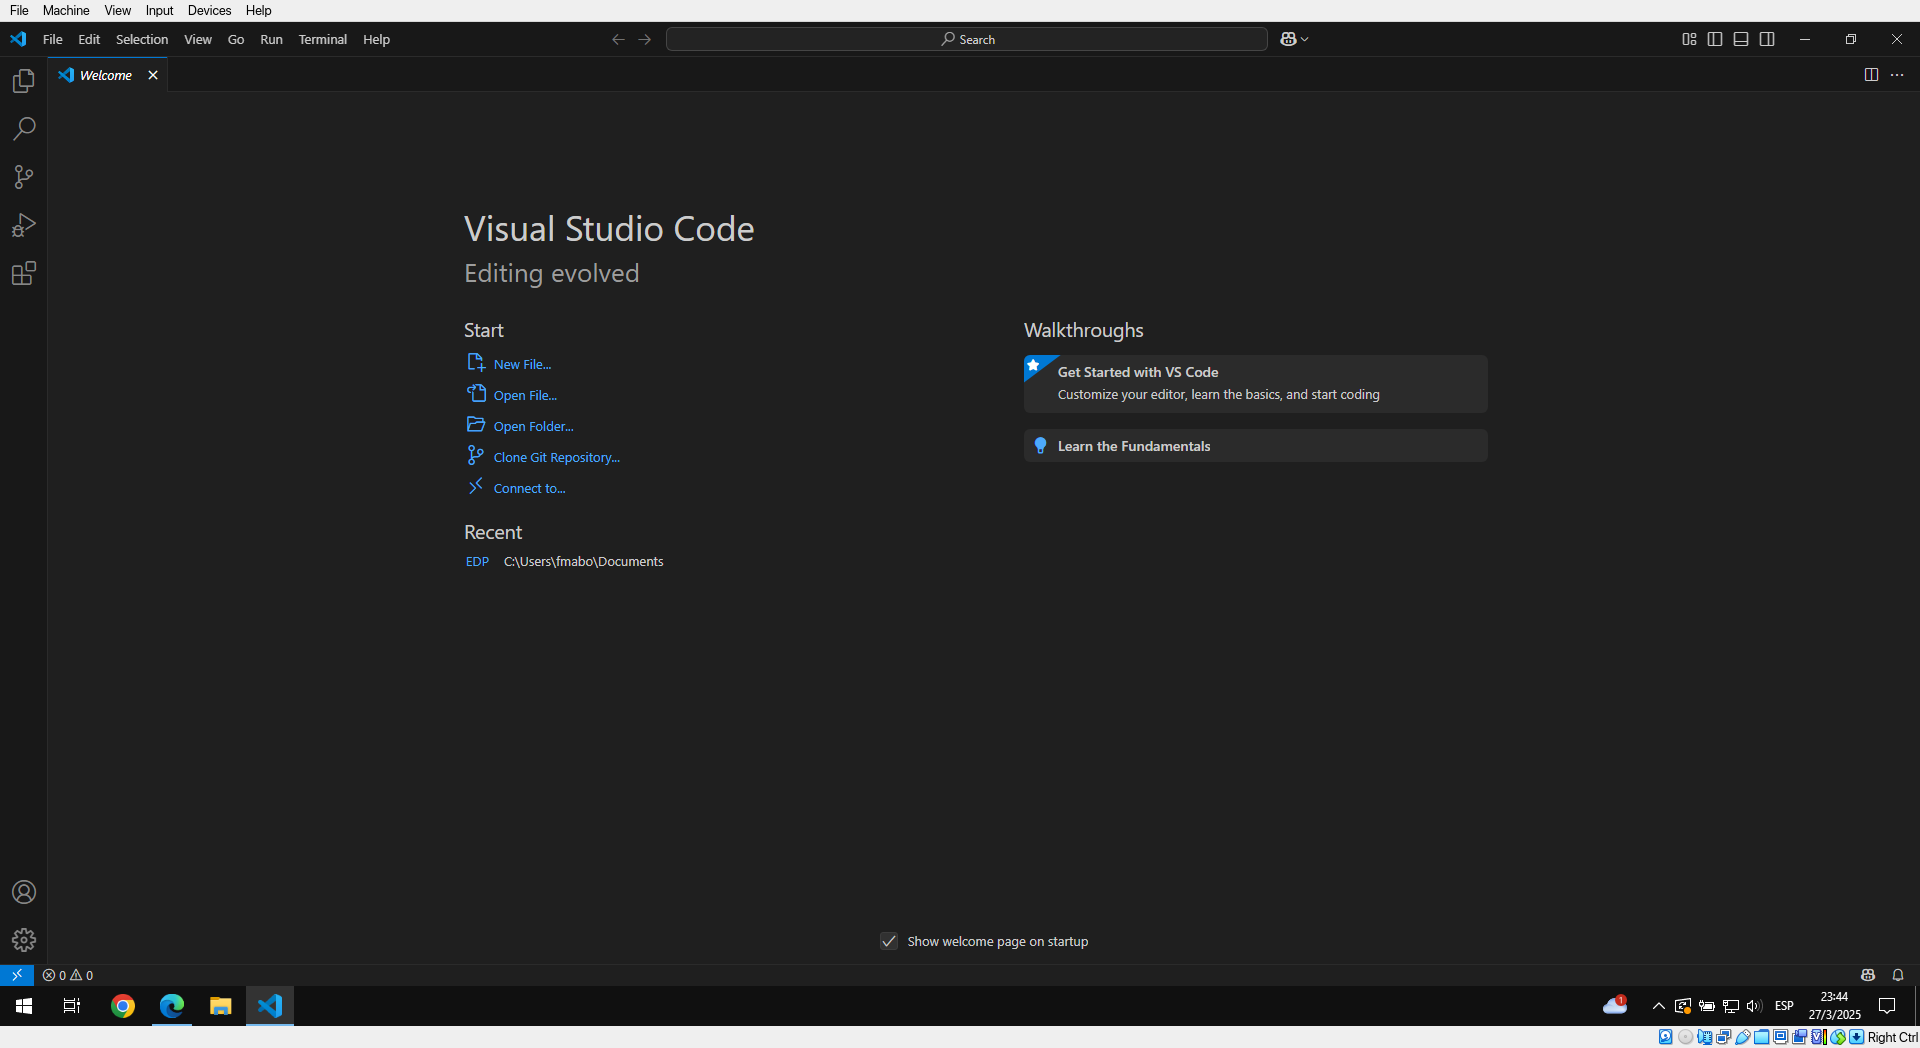 File Machine View Input Devices Help
File Edit Selection View Go Run Terminal Help
Search
Welcome
Visual Studio Code
Editing evolved
Start
New File...
Open File...
Open Folder...
Clone Git Repository...
Connect to...
Recent
EDP C:\Users\fmabo\Documents
Walkthroughs
Get Started with VS Code
Customize your editor, learn the basics, and start coding
Learn the Fundamentals
Show welcome page on startup
0 0
1
ESP
23:44
27/3/2025
Right Ctrl